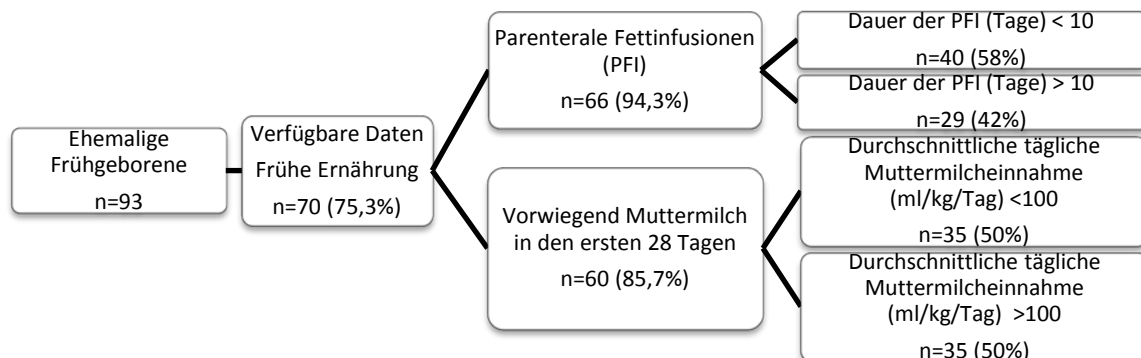 Ehemalige
Frühgeborene
n=93
Verfügbare Daten
Frühe Ernährung
n=70 (75,3%)
Parenterale Fettinfusionen
(PFI)
n=66 (94,3%)
Dauer der PFI (Tage) < 10
n=40 (58%)
Dauer der PFI (Tage) > 10
n=29 (42%)
Vorwiegend Muttermilch
in den ersten 28 Tagen
n=60 (85,7%)
Durchschnittliche tägliche
Muttermilcheinnahme
(ml/kg/Tag) <100
n=35 (50%)
Durchschnittliche tägliche
Muttermilcheinnahme
(ml/kg/Tag)  >100
n=35 (50%)